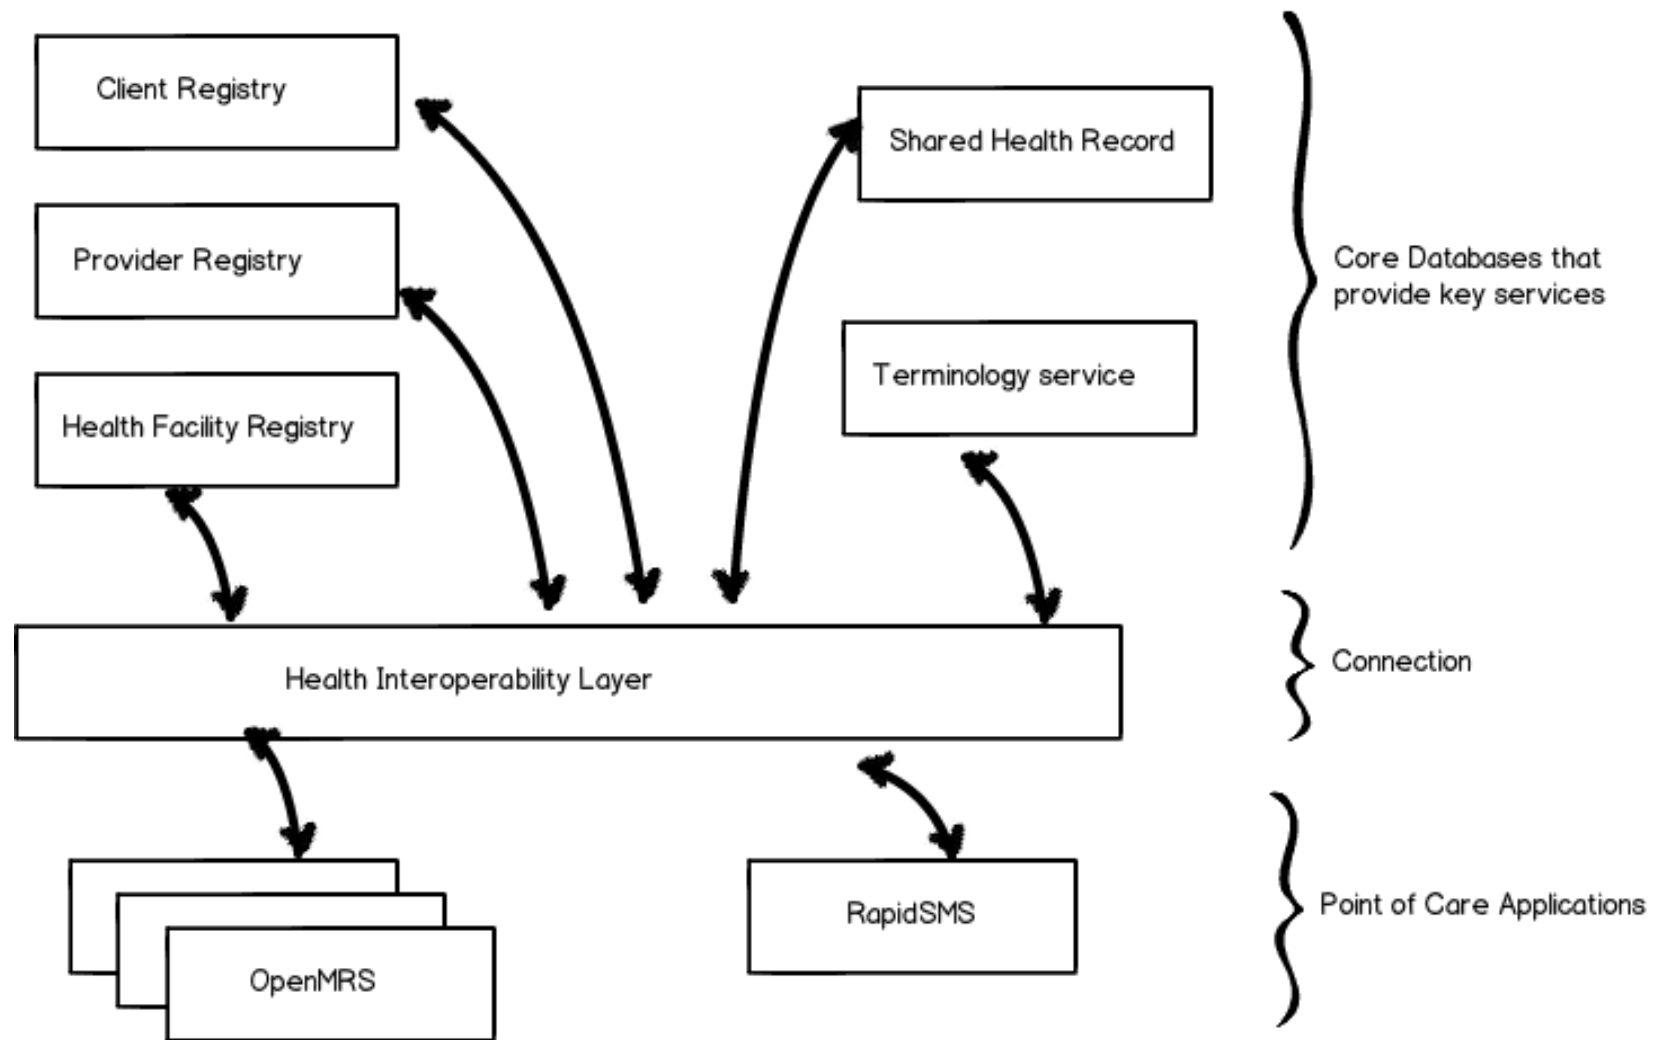 Client Registry
Shared Health Record
Provider Registry
Core Databases that
provide key services
Terminology service
Health Facility Registry
Health Interoperability Layer
Connection
RapidSMS
Point of Care Applications
OpenMRS